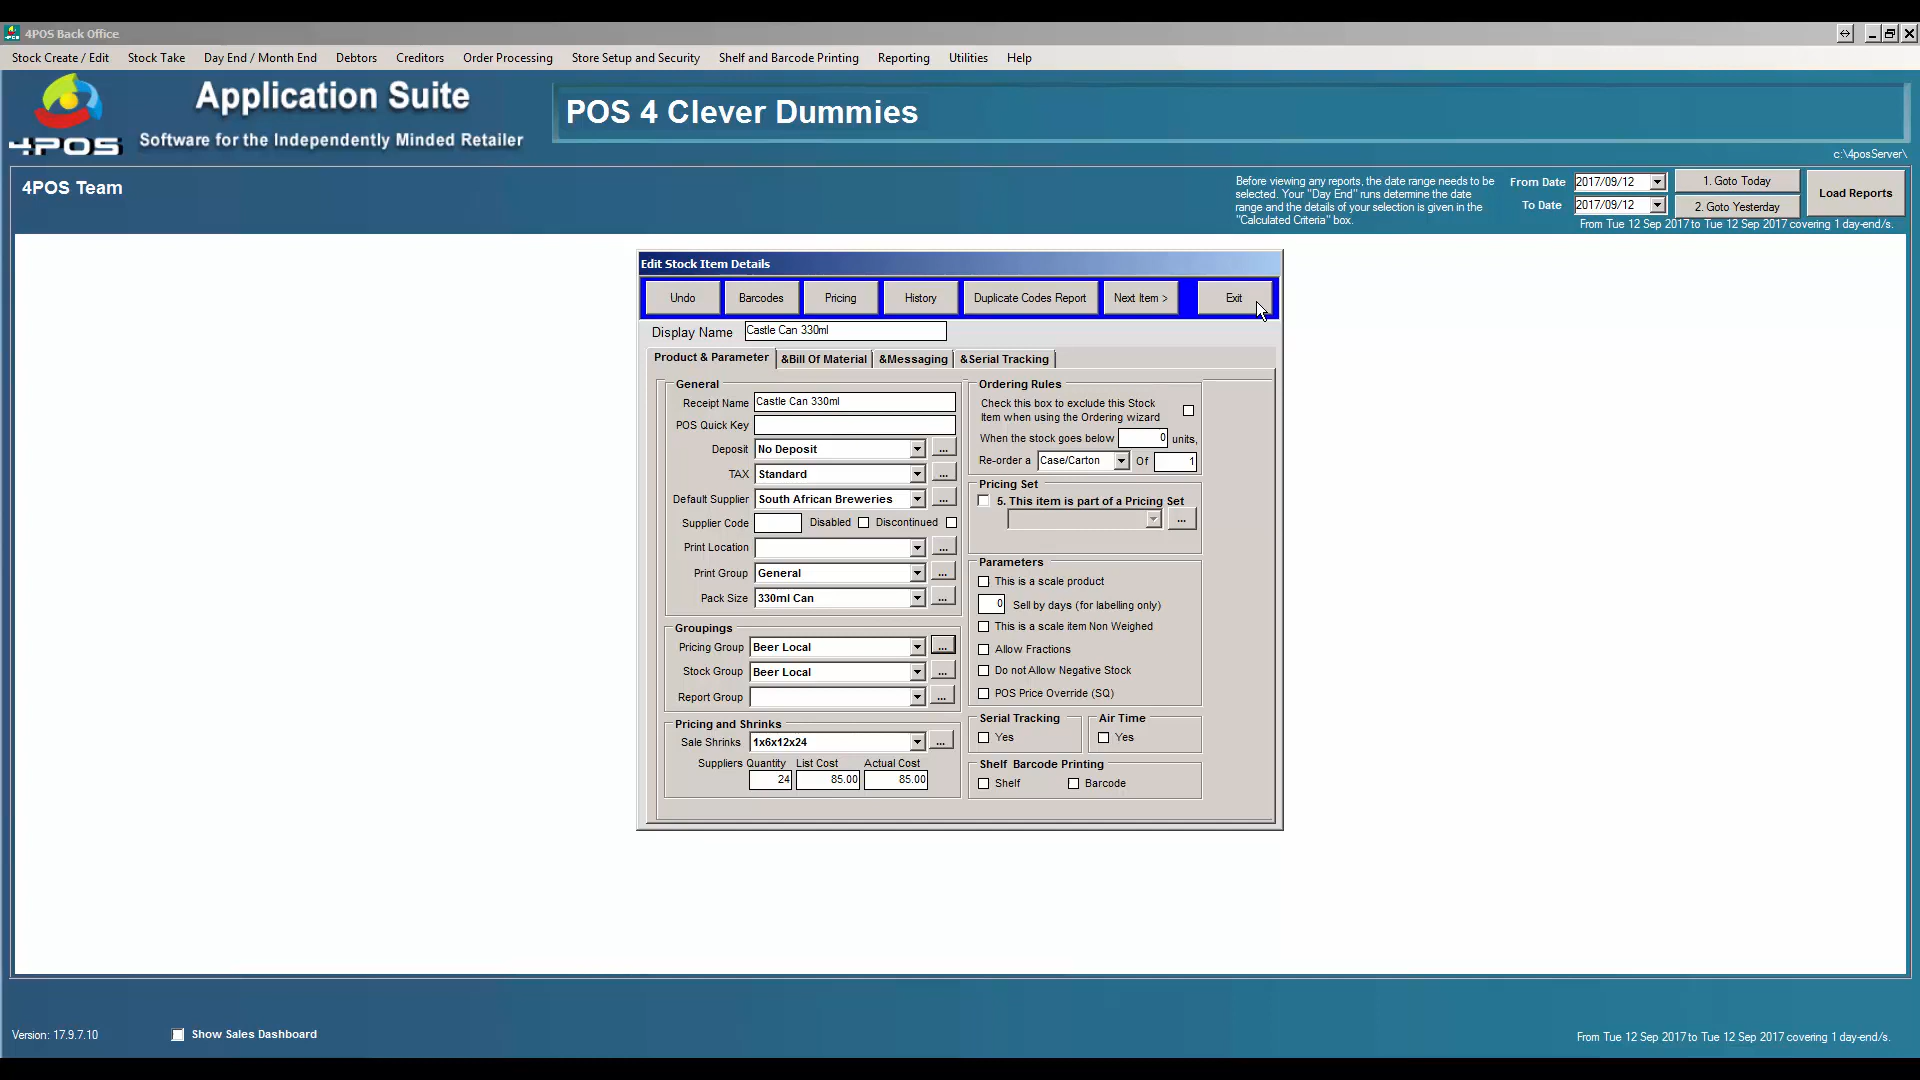 4POS Back Office
Stock Create / Edit Stock Take Day End / Month End Debtors Creditors Order Processing Store Setup and Security Shelf and Barcode Printing Reporting Utilities Help
4POS
Application Suite
Software for the Independently Minded Retailer
POS 4 Clever Dummies
c:\4posServer\
4POS Team
Before viewing any reports, the date range needs to be
selected. Your "Day End" runs determine the date
range and the details of your selection is given in the
"Calculated Criteria" box.
From Date 2017/09/12 1. Goto Today
To Date 2017/09/12 2. Goto Yesterday
Load Reports
From Tue 12 Sep 2017 to Tue 12 Sep 2017 covering 1 day-end/s.
Edit Stock Item Details
Undo Barcodes Pricing History Duplicate Codes Report Next Item > Exit
Display Name Castle Can 330ml
Product & Parameter &Bill Of Material &Messaging &Serial Tracking
General
Receipt Name Castle Can 330ml
POS Quick Key
Deposit No Deposit ...
TAX Standard ...
Default Supplier South African Breweries ...
Supplier Code Disabled Discontinued
Print Location ...
Print Group General ...
Pack Size 330ml Can ...
Groupings
Pricing Group Beer Local ...
Stock Group Beer Local ...
Report Group ...
Pricing and Shrinks
Sale Shrinks 1x6x12x24 ...
Suppliers Quantity List Cost Actual Cost
24 85.00 85.00
Ordering Rules
Check this box to exclude this Stock
Item when using the Ordering wizard
When the stock goes below 0 units,
Re-order a Case/Carton Of 1
Pricing Set
5. This item is part of a Pricing Set
...
Parameters
This is a scale product
0 Sell by days (for labelling only)
This is a scale item Non Weighed
Allow Fractions
Do not Allow Negative Stock
POS Price Override (SQ)
Serial Tracking Air Time
Yes Yes
Shelf Barcode Printing
Shelf Barcode
Version: 17.9.7.10
Show Sales Dashboard
From Tue 12 Sep 2017 to Tue 12 Sep 2017 covering 1 day-end/s.